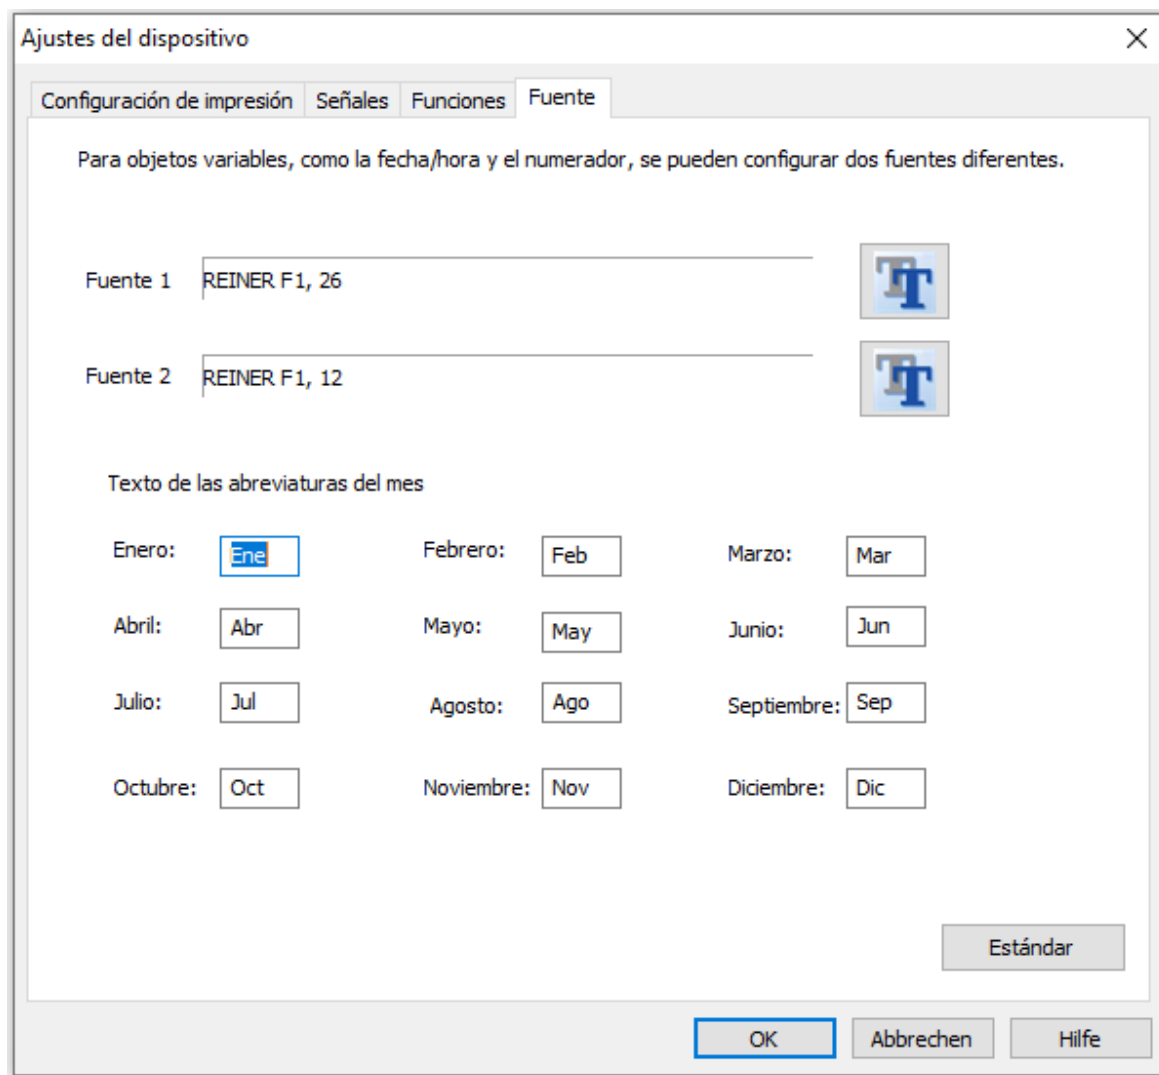 Ajustes del dispositivo
Configuración de impresión Señales Funciones Fuente
Para objetos variables, como la fecha/hora y el numerador, se pueden configurar dos fuentes diferentes.
Fuente 1 REINER F1, 26
Fuente 2 REINER F1, 12
Texto de las abreviaturas del mes
Enero: Ene Febrero: Feb Marzo: Mar
Abril: Abr Mayo: May Junio: Jun
Julio: Jul Agosto: Ago Septiembre: Sep
Octubre: Oct Noviembre: Nov Diciembre: Dic
Estándar
OK Abbrechen Hilfe